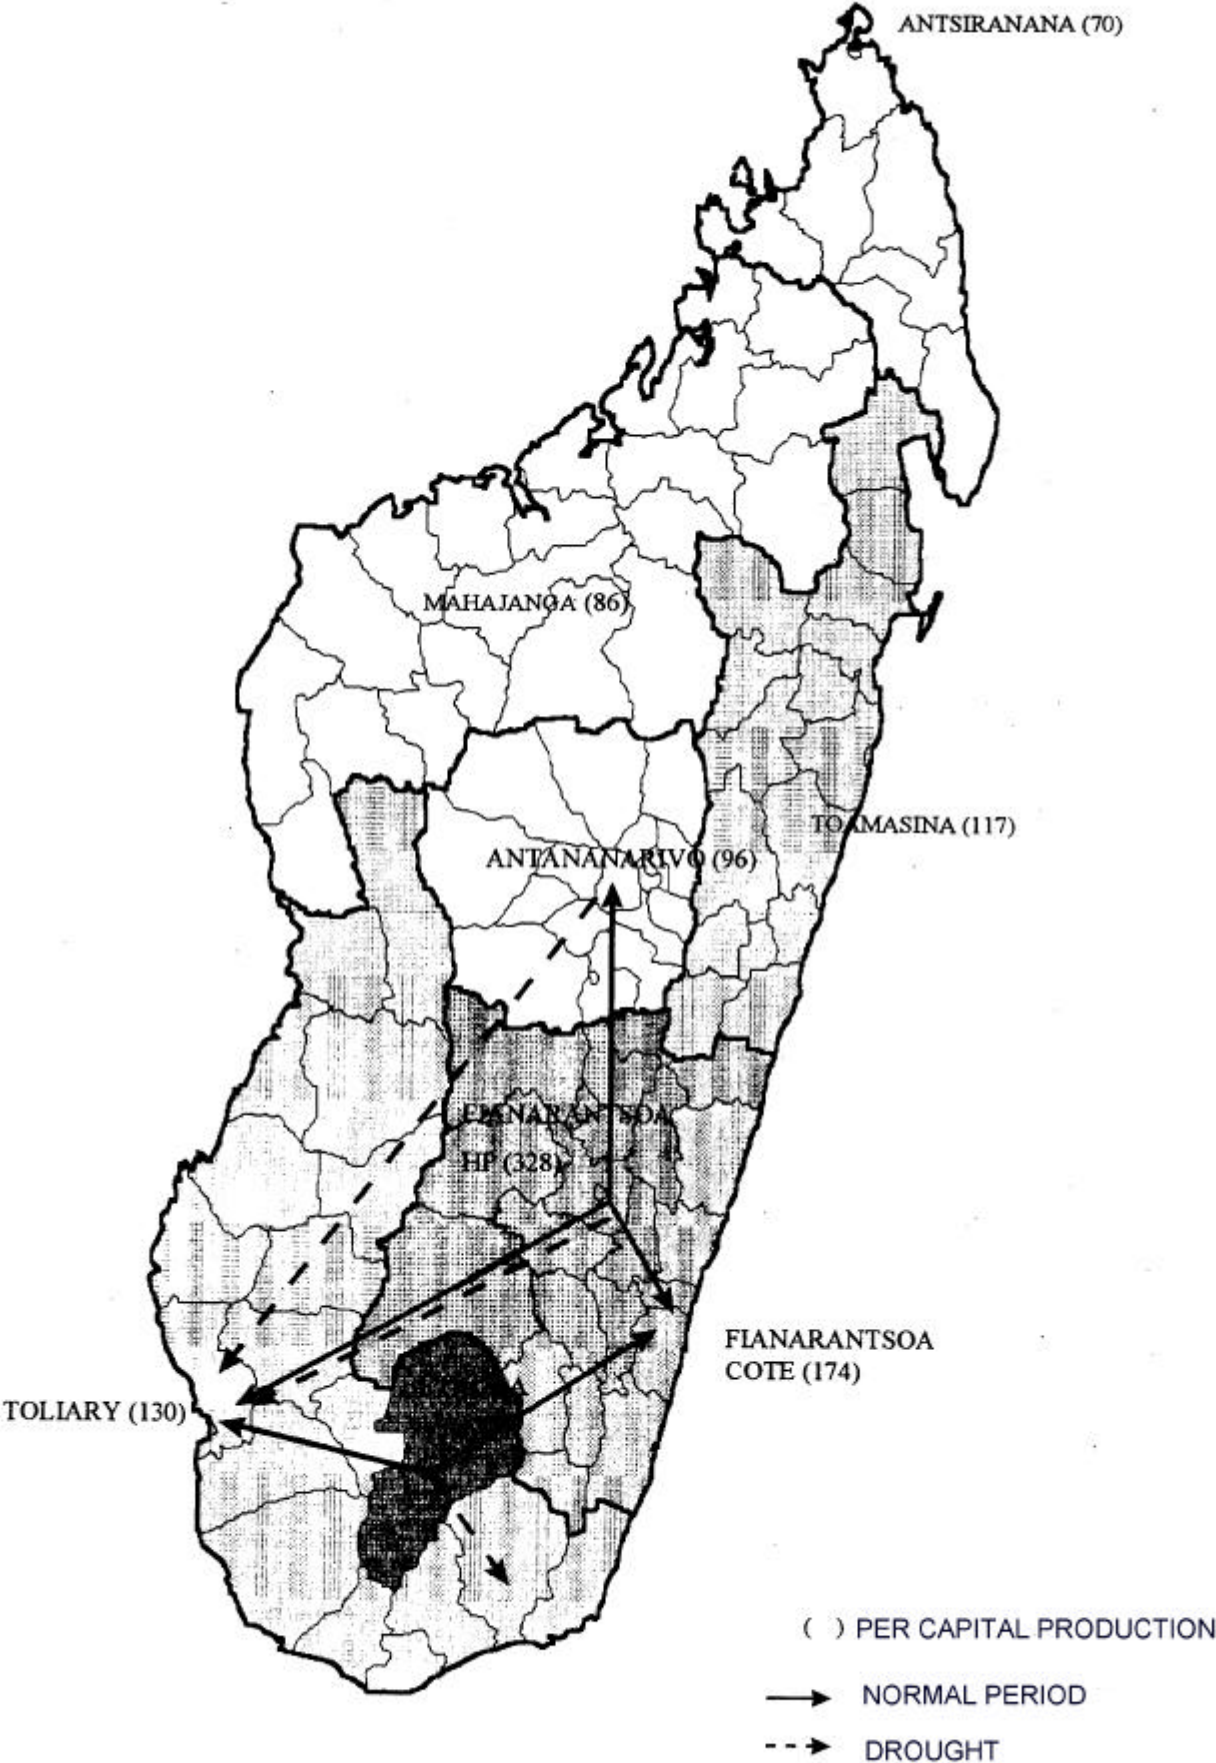 ANTSIRANANA (70)
MAHAJANGA (86)
TOAMASINA (117)
ANTANANARIVO (96)
FIANARANTSOA
HP (328)
FIANARANTSOA
COTE (174)
TOLIARY (130)
( ) PER CAPITAL PRODUCTION
NORMAL PERIOD
DROUGHT